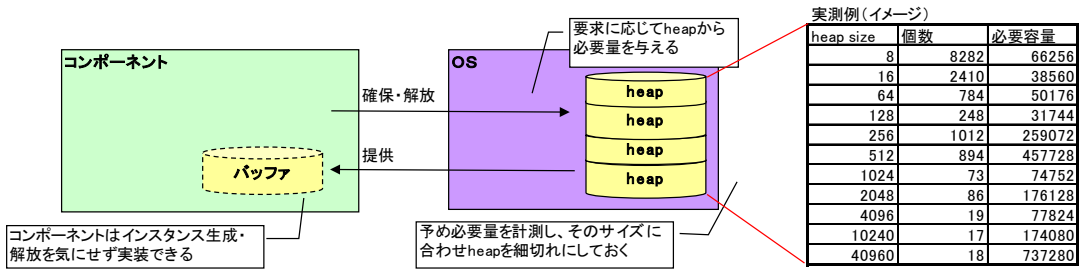 実測例(イメージ)
要求に応じてheapから
必要量を与える
heap size 個数 必要容量
8 8282 66256
16 2410 38560
64 784 50176
128 248 31744
256 1012 259072
512 894 457728
1024 73 74752
2048 86 176128
4096 19 77824
10240 17 174080
40960 18 737280
コンポーネント
OS
確保・解放
提供
バッファ
heap
heap
heap
heap
コンポーネントはインスタンス生成・
解放を気にせず実装できる
予め必要量を計測し、そのサイズに
合わせheapを細切れにしておく